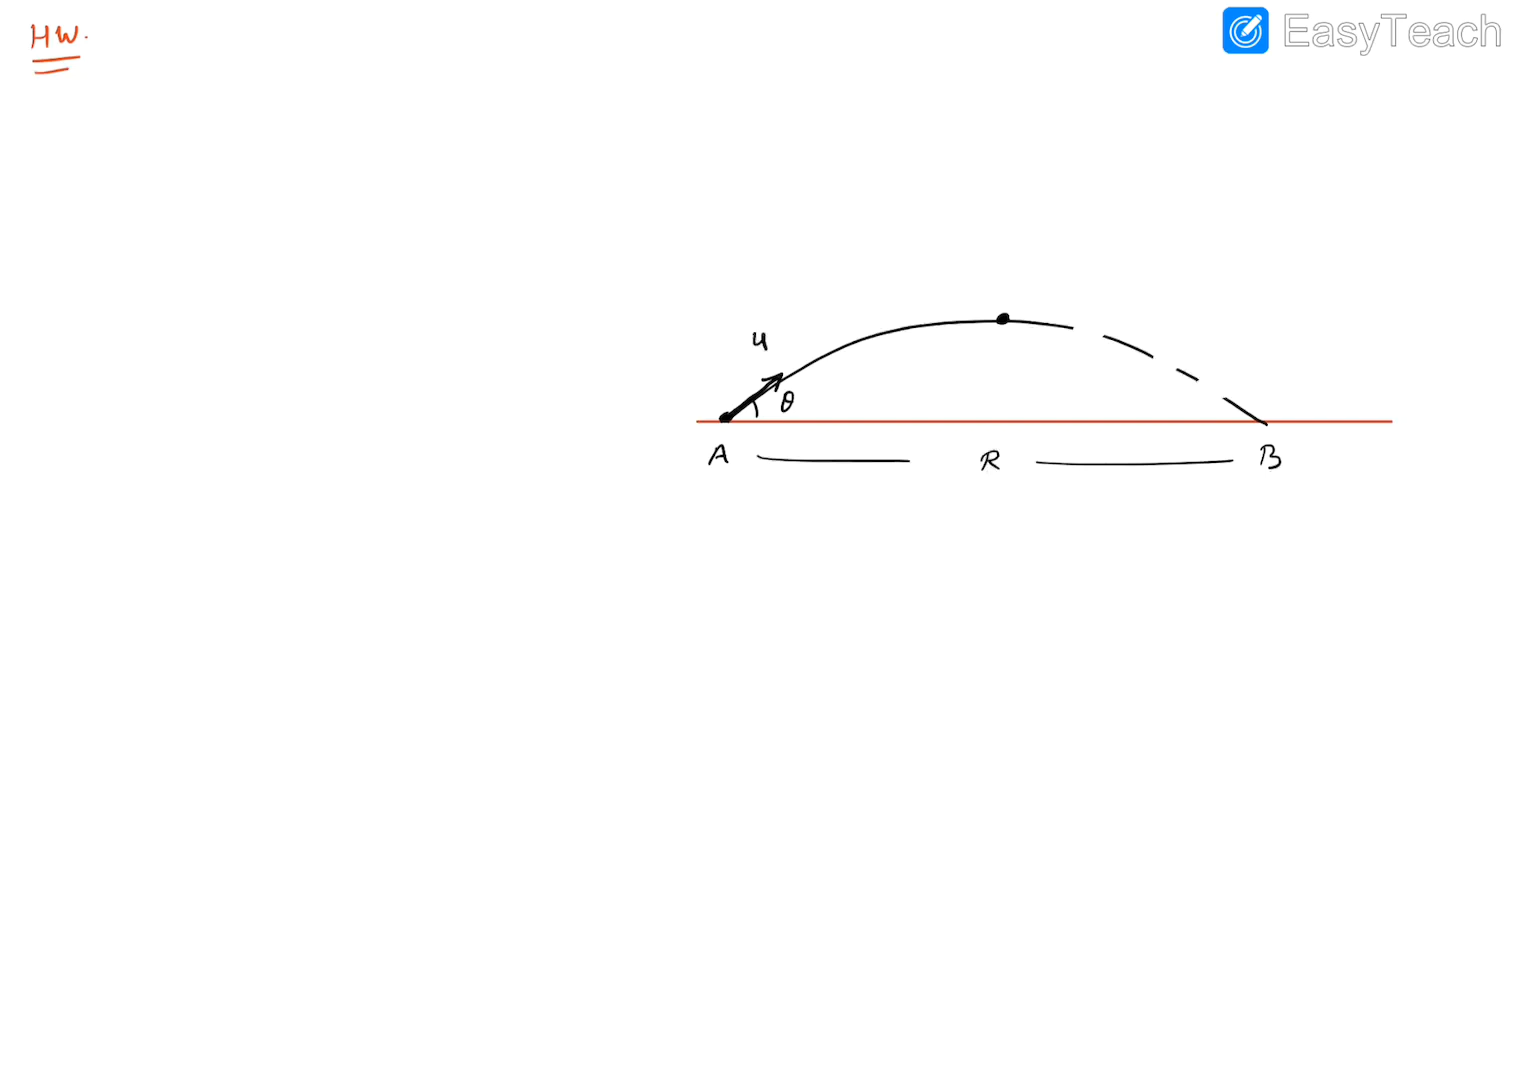 HW.
EasyTeach
u
θ
A R B